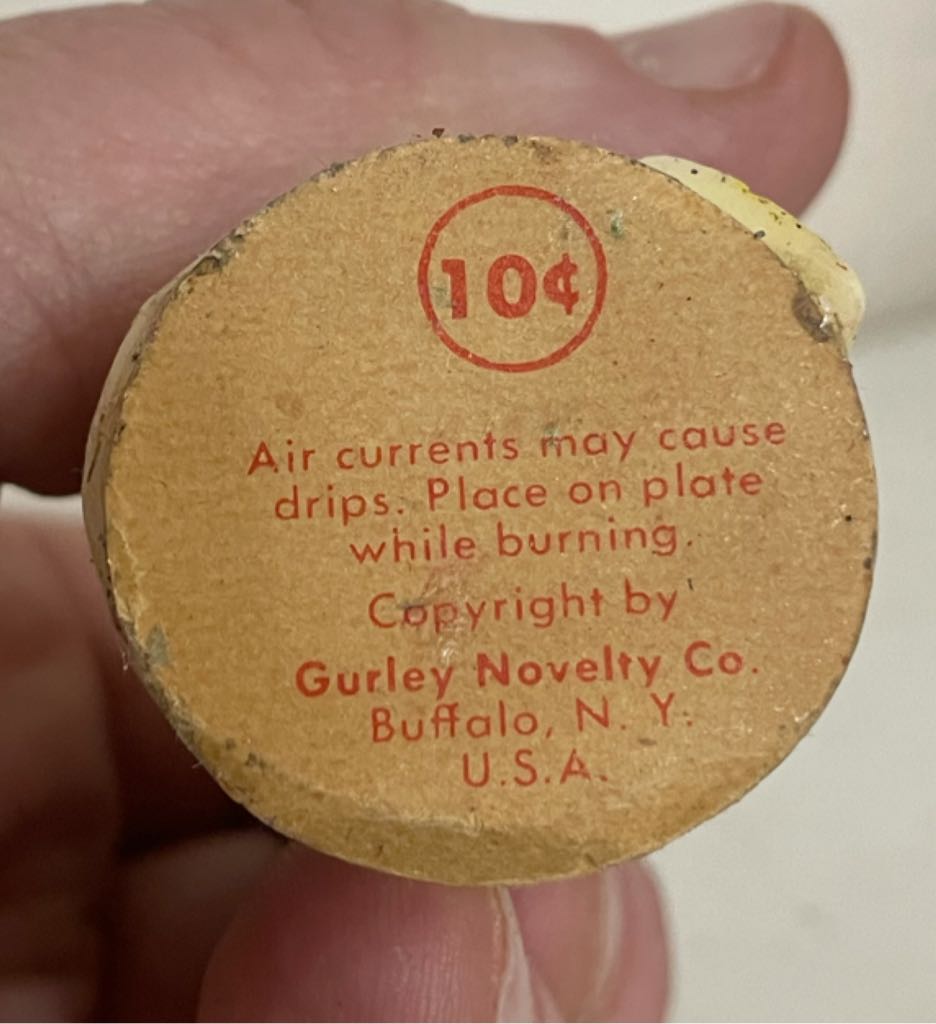 10¢
Air currents may cause
drips. Place on plate
while burning.
Copyright by
Gurley Novelty Co.
Buffalo, N. Y.
U.S.A.